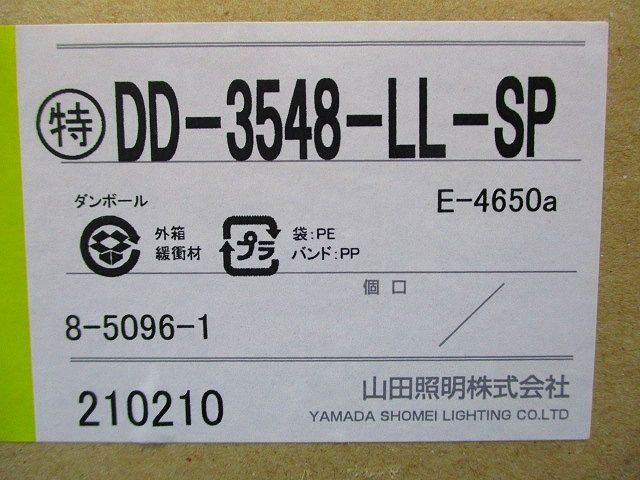 特 DD-3548-LL-SP
ダンボール
E-4650a
外箱
緩衝材
プラ
袋:PE
バンド:PP
個口
8-5096-1
210210
山田照明株式会社
YAMADA SHOMEI LIGHTING CO.LTD